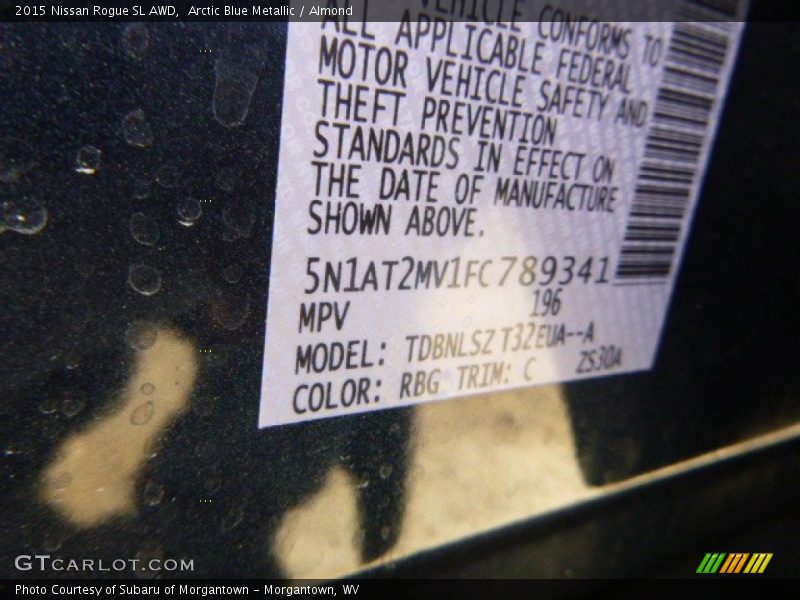 2015 Nissan Rogue SL AWD, Arctic Blue Metallic / Almond
VEHICLE CONFORMS TO
ALL APPLICABLE FEDERAL
MOTOR VEHICLE SAFETY AND
THEFT PREVENTION
STANDARDS IN EFFECT ON
THE DATE OF MANUFACTURE
SHOWN ABOVE.
5N1AT2MV1FC789341
MPV 196
MODEL: TDBNLSZ T32EUA--A
COLOR: RBG TRIM: C ZS30A
GTCARLOT.COM
Photo Courtesy of Subaru of Morgantown - Morgantown, WV